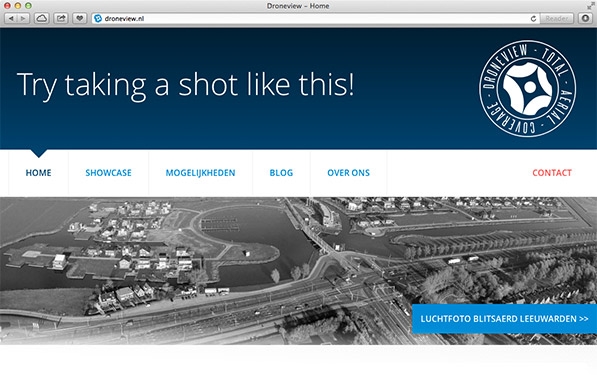 Droneview – Home
droneview.nl
Reader
Try taking a shot like this!
DRONEVIEW - TOTAL - AERIAL - COVERAGE -
HOME
SHOWCASE
MOGELIJKHEDEN
BLOG
OVER ONS
CONTACT
LUCHTFOTO BLITSAERD LEEUWARDEN >>